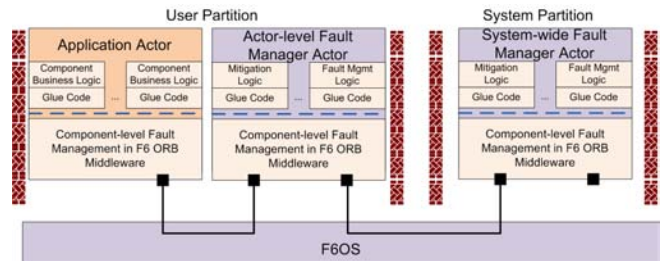 User Partition
System Partition
Application Actor
Component
Business Logic
Component
Business Logic
Glue Code
...
Glue Code
Component-level Fault
Management in F6 ORB
Middleware
Actor-level Fault
Manager Actor
Mitigation
Logic
Fault Mgmt
Logic
Glue Code
...
Glue Code
Component-level Fault
Management in F6 ORB
Middleware
System-wide Fault
Manager Actor
Mitigation
Logic
Fault Mgmt
Logic
Glue Code
...
Glue Code
Component-level Fault
Management in F6 ORB
Middleware
F6OS